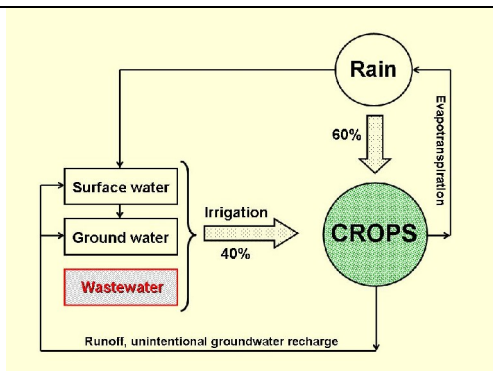 Rain
60%
Evapotranspiration
Surface water
Irrigation
Ground water
CROPS
40%
Wastewater
Runoff, unintentional groundwater recharge